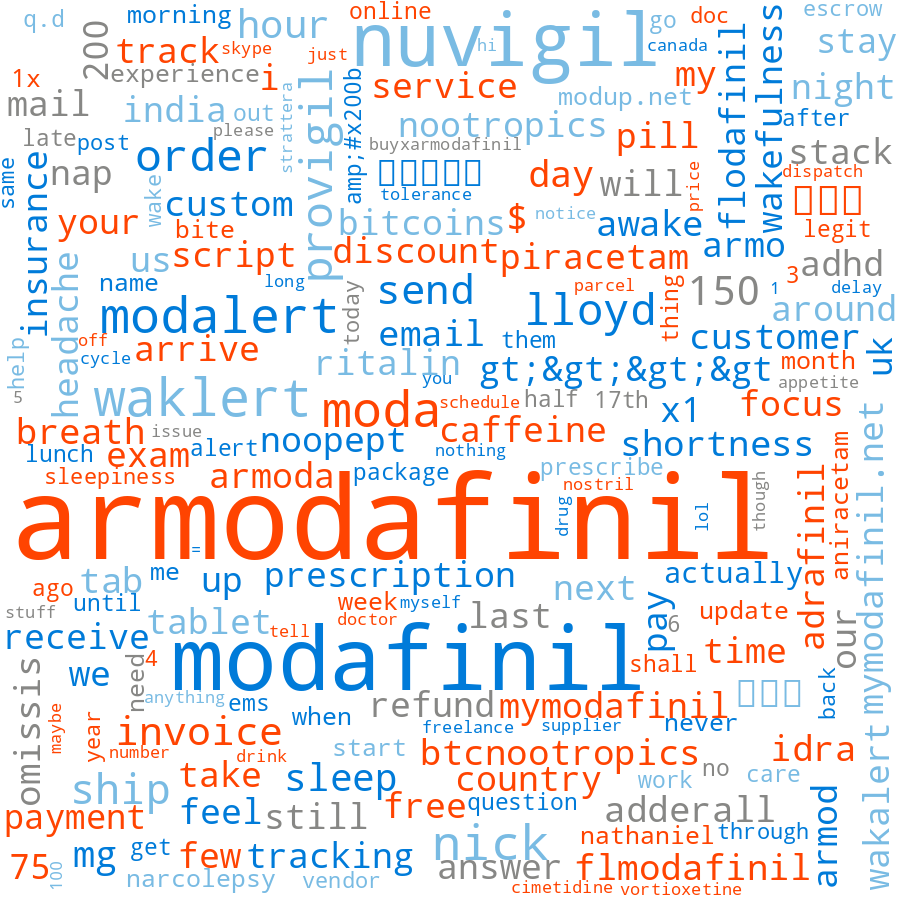 q.d
morning
online
doc
escrow
hour
nuvigil
hi
go
canada
stay
200
track
skype
just
my
1x
experience
i
service
night
mail
india
out
strattera
provigil
amp;#x200b
modup.net
flodafinil
wakefulness
after
late
post
please
nootropics
pill
buyxarmodafinil
stack
order
nap
same
insurance
wake
custom
tolerance
day
will
price
dispatch
your
bite
bitcoins
$
notice
awake
legit
us
script
discount
piracetam
armo
adhd
headache
name
long
today
send
parcel
thing
150
3
1
delay
modalert
lloyd
around
off
cycle
arrive
email
them
customer
uk
help
ritalin
you
gt;&gt;&gt;&gt
month
appetite
5
waklert
moda
schedule
half
17th
x1
focus
breath
issue
lunch
alert
noopept
caffeine
nothing
shortness
exam
sleepiness
armoda
package
prescribe
nostril
drug
lol
though
adrafinil
aniracetam
mymodafinil.net
armodafinil
=
ago
tab
me
up
prescription
next
actually
stuff
until
tablet
week
myself
doctor
tell
last
pay
6
update
our
receive
modafinil
shall
time
we
need
4
anything
ems
when
refund
mymodafinil
never
back
omissis
maybe
year
invoice
number
drink
start
freelance
supplier
btcnootropics
idra
ship
take
sleep
country
work
no
care
wakalert
payment
feel
still
free
question
adderall
armod
75
100
mg
get
few
tracking
nick
answer
nathaniel
through
flmodafinil
narcolepsy
vendor
cimetidine
vortioxetine